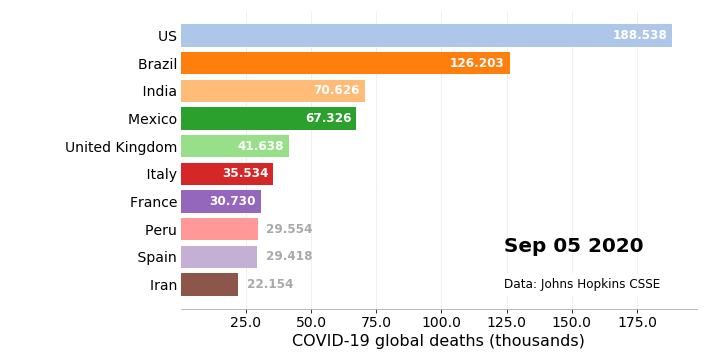 US 188.538
Brazil 126.203
India 70.626
Mexico 67.326
United Kingdom 41.638
Italy 35.534
France 30.730
Peru 29.554
Spain 29.418
Iran 22.154
Sep 05 2020
Data: Johns Hopkins CSSE
25.0 50.0 75.0 100.0 125.0 150.0 175.0
COVID-19 global deaths (thousands)